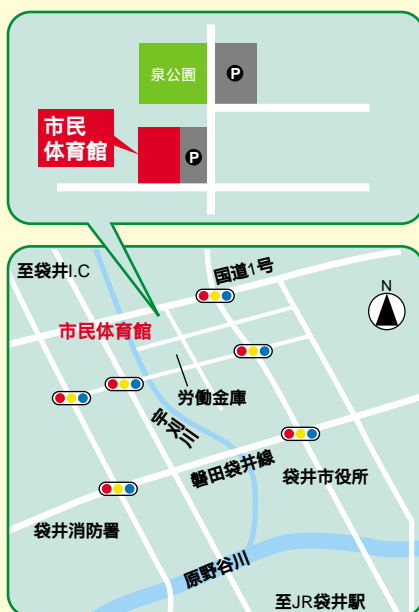 泉公園
P
市民
体育館
P
至袋井I.C
国道1号
N
市民体育館
労働金庫
宇刈川
磐田袋井線
袋井市役所
袋井消防署
原野谷川
至JR袋井駅